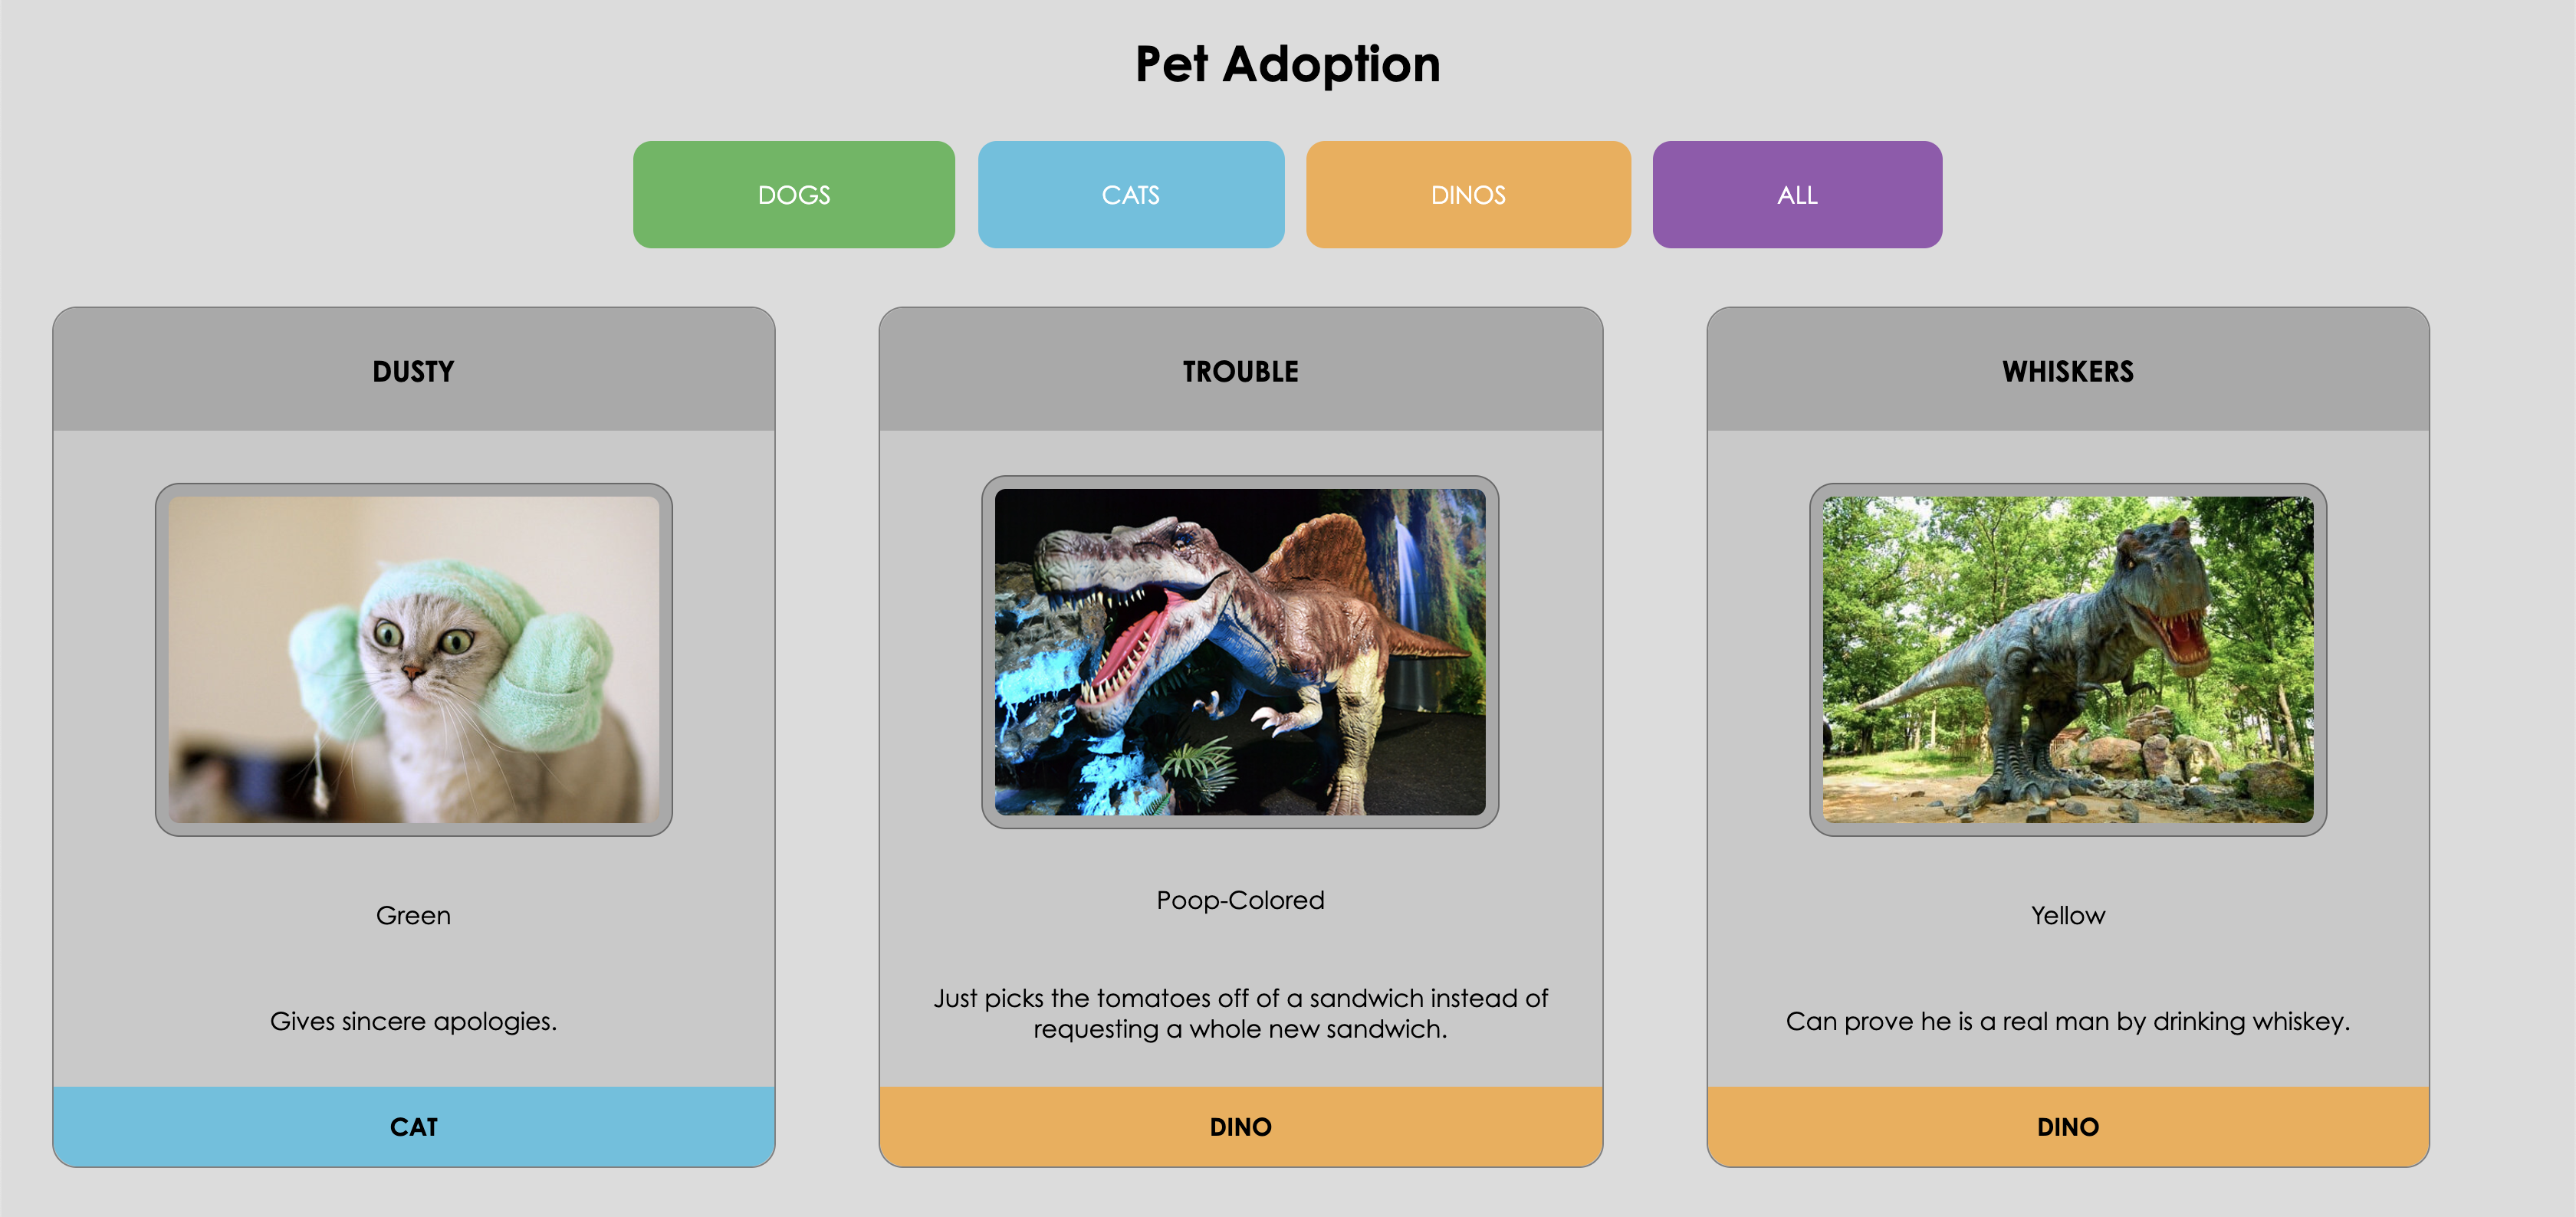 Pet Adoption
DOGS
CATS
DINOS
ALL
DUSTY
Green
Gives sincere apologies.
CAT
TROUBLE
Poop-Colored
Just picks the tomatoes off of a sandwich instead of
requesting a whole new sandwich.
DINO
WHISKERS
Yellow
Can prove he is a real man by drinking whiskey.
DINO